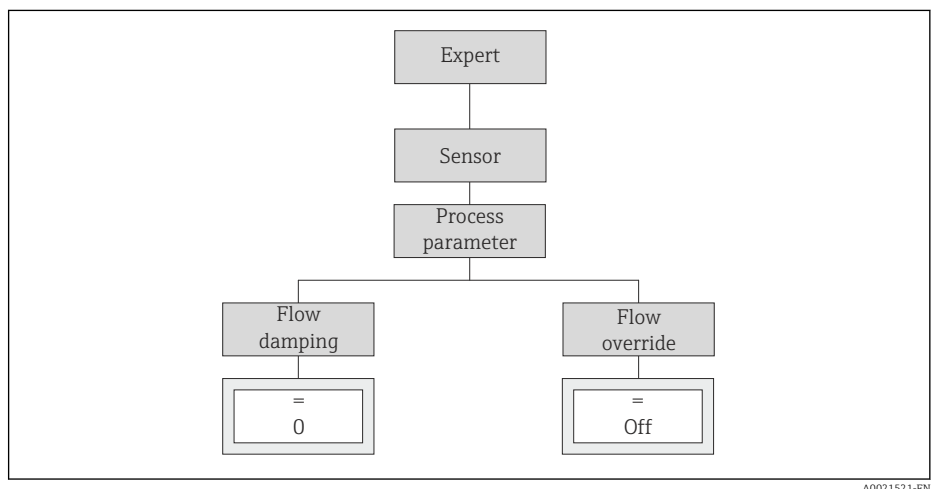 Expert
Sensor
Process
parameter
Flow
damping
Flow
override
=
0
=
Off
A0021521-EN